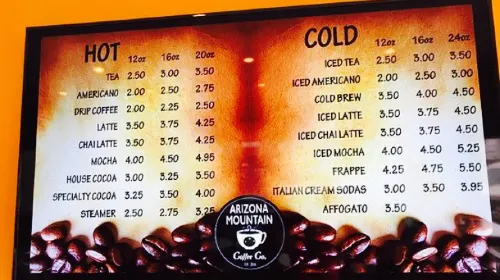 HOT 12oz 16oz 20oz
TEA 2.50 3.00 3.50
AMERICANO 2.00 2.50 2.75
DRIP COFFEE 2.00 2.25 2.50
LATTE 3.50 3.75 4.25
CHAI LATTE 3.50 3.75 4.25
MOCHA 4.00 4.50 4.95
HOUSE COCOA 3.00 3.50 3.75
SPECIALTY COCOA 3.25 3.50 4.00
STEAMER 2.50 2.75 3.25
COLD 12oz 16oz 24oz
ICED TEA 2.50 3.00 3.50
ICED AMERICANO 2.00 2.50 3.00
COLD BREW 3.50 4.00 4.50
ICED LATTE 3.50 3.75 4.50
ICED CHAI LATTE 3.50 3.75 4.50
ICED MOCHA 4.00 4.50 5.25
FRAPPE 4.25 4.75 5.50
ITALIAN CREAM SODAS 3.00 3.50 3.95
AFFOGATO 3.50
ARIZONA
MOUNTAIN
Coffee Co.